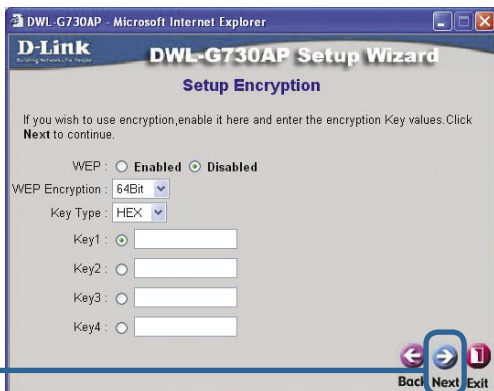 DWL-G730AP - Microsoft Internet Explorer
D-Link
Building Networks for People
DWL-G730AP Setup Wizard
Setup Encryption
If you wish to use encryption,enable it here and enter the encryption Key values.Click
Next to continue.
WEP : Enabled Disabled
WEP Encryption : 64Bit
Key Type : HEX
Key1 :
Key2 :
Key3 :
Key4 :
Back Next Exit